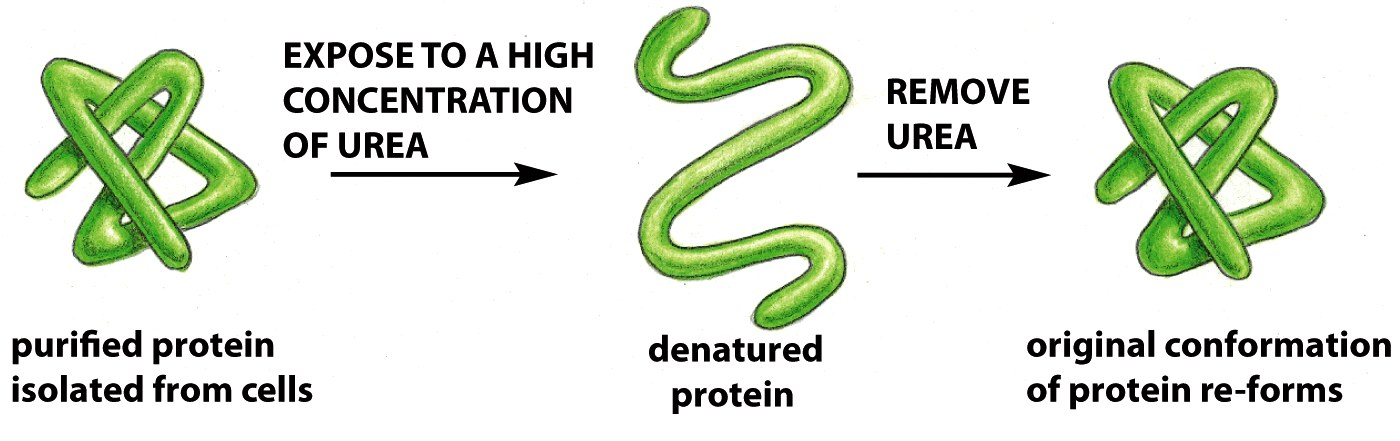 EXPOSE TO A HIGH
CONCENTRATION
OF UREA
REMOVE
UREA
purified protein
isolated from cells
denatured
protein
original conformation
of protein re-forms